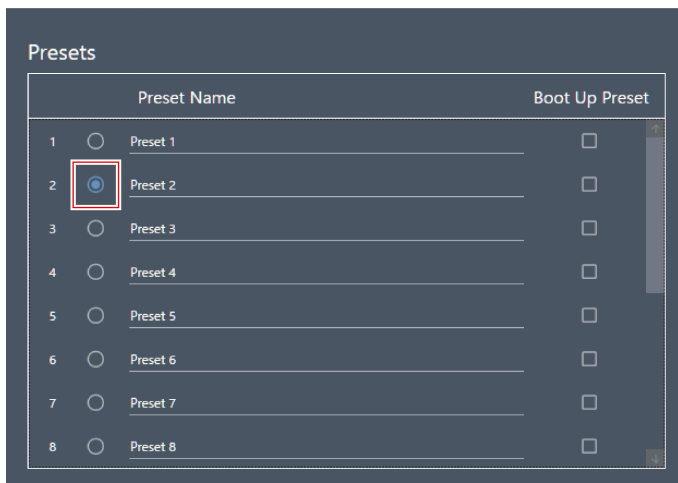 Presets
Preset Name Boot Up Preset
1 Preset 1
2 Preset 2
3 Preset 3
4 Preset 4
5 Preset 5
6 Preset 6
7 Preset 7
8 Preset 8